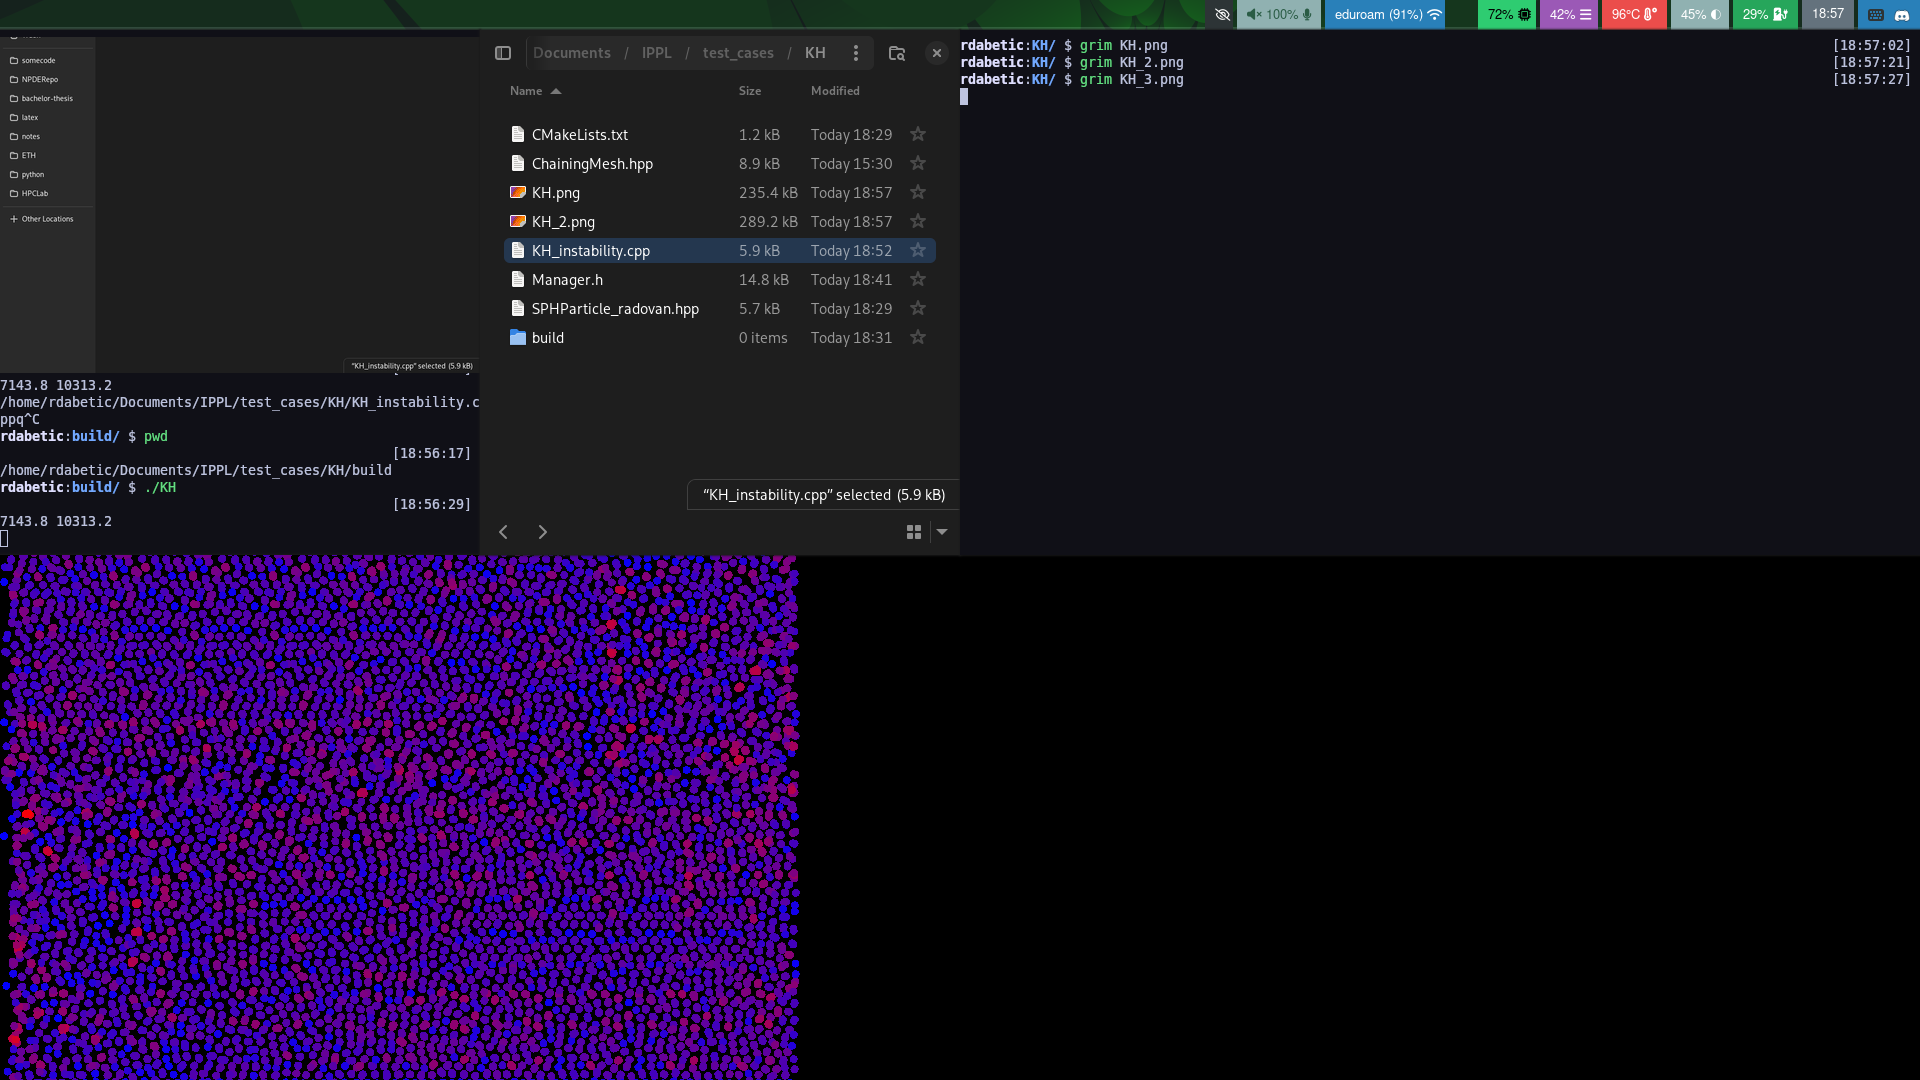 100%
eduroam (91%)
72%
42%
96°C
45%
29%
18:57
somecode
NPDERepo
bachelor-thesis
latex
notes
ETH
python
HPCLab
Other Locations
"KH_instability.cpp" selected (5.9 kB)
7143.8 10313.2
/home/rdabetic/Documents/IPPL/test_cases/KH/KH_instability.c
ppq^C
rdabetic:build/ $ pwd
[18:56:17]
/home/rdabetic/Documents/IPPL/test_cases/KH/build
rdabetic:build/ $ ./KH
[18:56:29]
7143.8 10313.2
Documents / IPPL / test_cases / KH
Name Size Modified
CMakeLists.txt 1.2 kB Today 18:29
ChainingMesh.hpp 8.9 kB Today 15:30
KH.png 235.4 kB Today 18:57
KH_2.png 289.2 kB Today 18:57
KH_instability.cpp 5.9 kB Today 18:52
Manager.h 14.8 kB Today 18:41
SPHParticle_radovan.hpp 5.7 kB Today 18:29
build 0 items Today 18:31
"KH_instability.cpp" selected (5.9 kB)
rdabetic:KH/ $ grim KH.png [18:57:02]
rdabetic:KH/ $ grim KH_2.png [18:57:21]
rdabetic:KH/ $ grim KH_3.png [18:57:27]